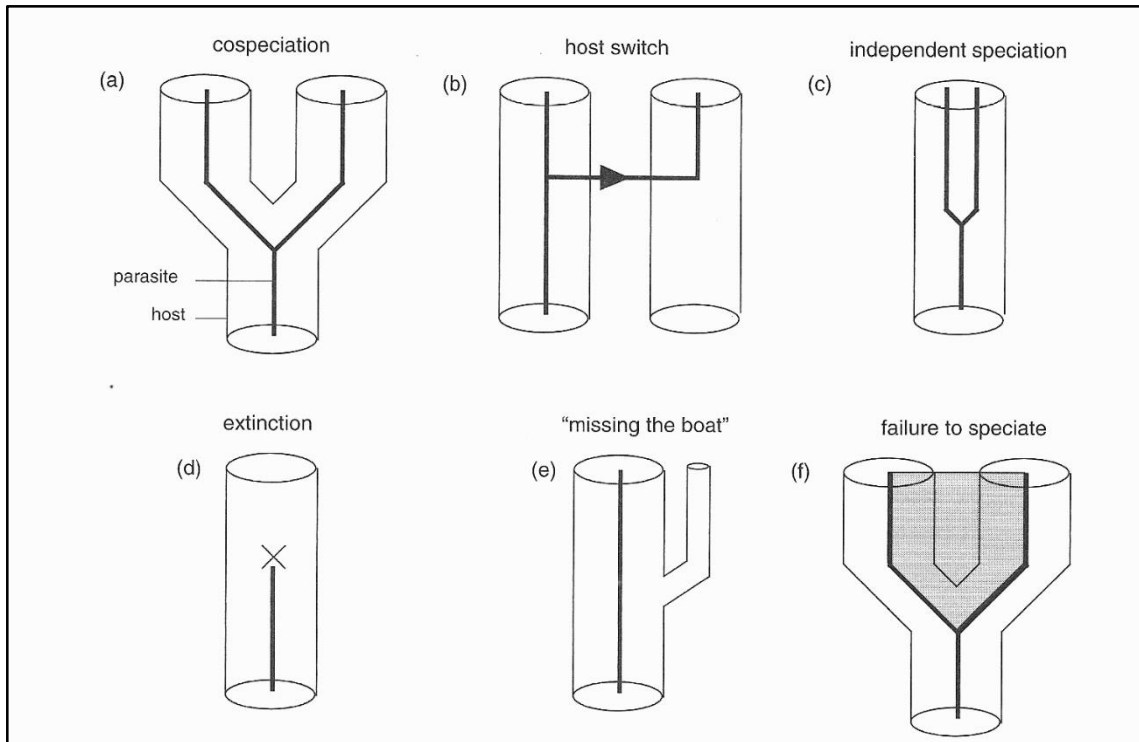 cospeciation
(a)
parasite
host
host switch
(b)
independent speciation
(c)
extinction
(d)
“missing the boat”
(e)
failure to speciate
(f)